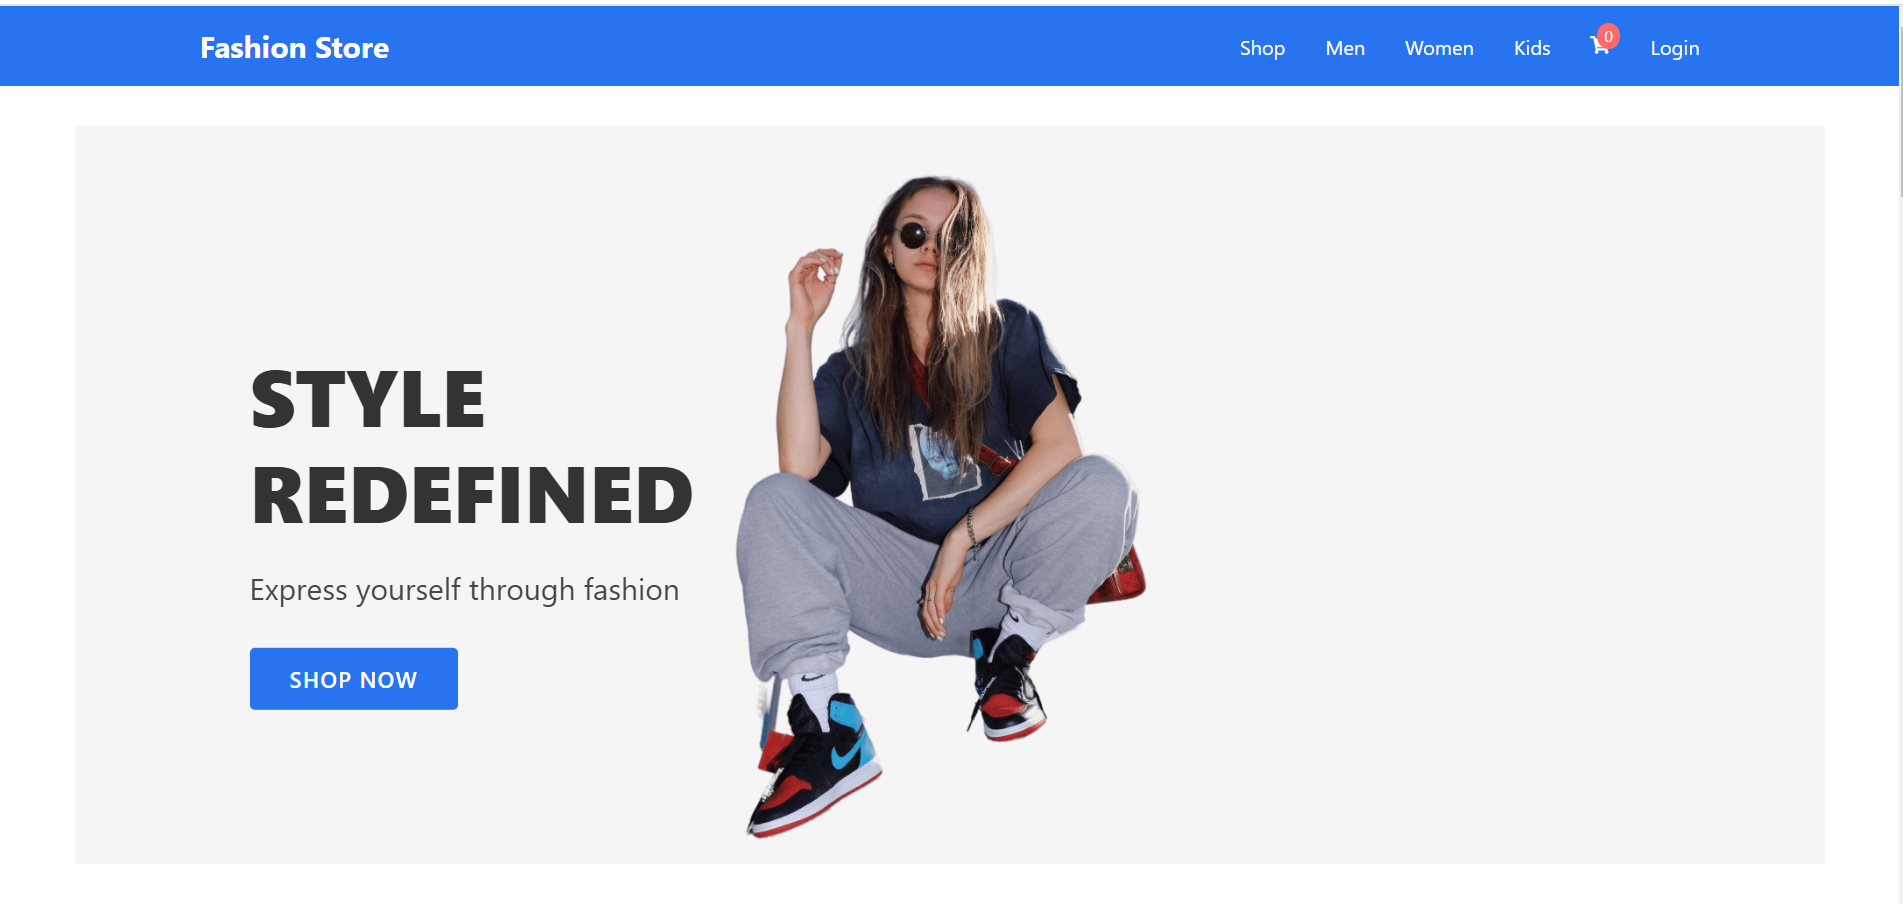 Fashion Store
Shop Men Women Kids 0 Login
STYLE
REDEFINED
Express yourself through fashion
SHOP NOW